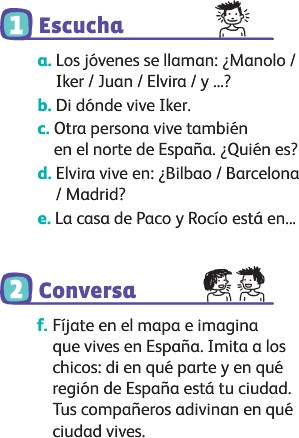 1 Escucha
a. Los jóvenes se llaman: ¿Manolo /
Iker / Juan / Elvira / y ...?
b. Di dónde vive Iker.
c. Otra persona vive también
en el norte de España. ¿Quién es?
d. Elvira vive en: ¿Bilbao / Barcelona
/ Madrid?
e. La casa de Paco y Rocío está en...
2 Conversa
f. Fíjate en el mapa e imagina
que vives en España. Imita a los
chicos: di en qué parte y en qué
región de España está tu ciudad.
Tus compañeros adivinan en qué
ciudad vives.